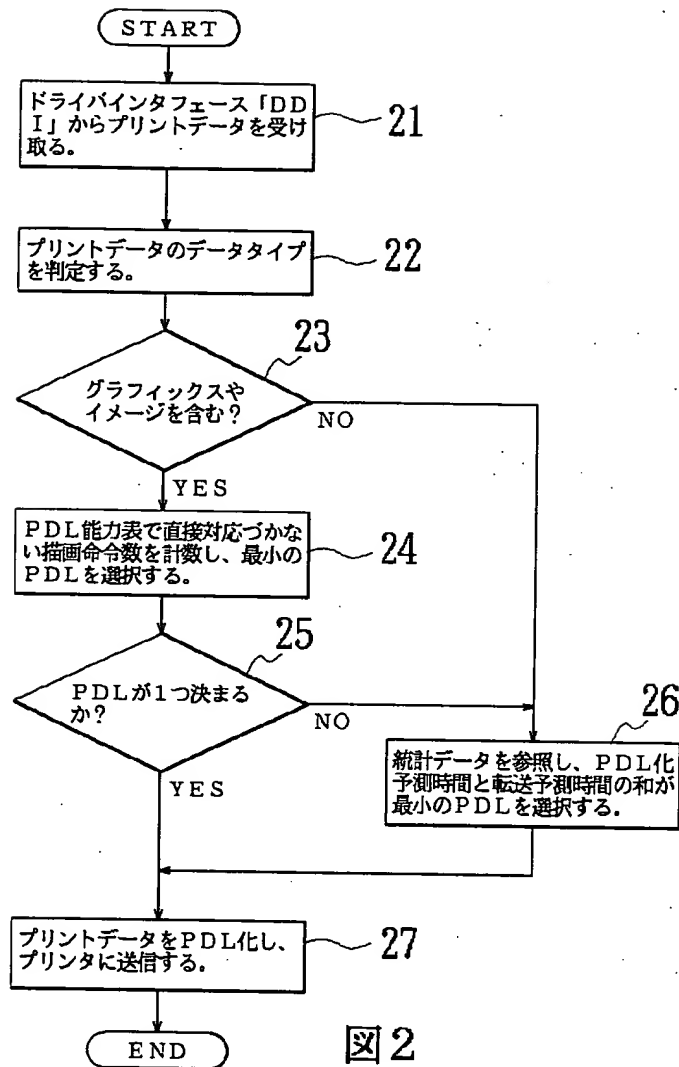 START
ドライバインタフェース「DD
I」からプリントデータを受け
取る。
21
プリントデータのデータタイプ
を判定する。
22
23
グラフィックスや
イメージを含む？
NO
YES
PDL能力表で直接対応づかな
い描画命令数を計数し、最小の
PDLを選択する。
24
25
PDLが1つ決まる
か？
NO
YES
26
統計データを参照し、PDL化
予測時間と転送予測時間の和が
最小のPDLを選択する。
プリントデータをPDL化し、
プリンタに送信する。
27
END
図2